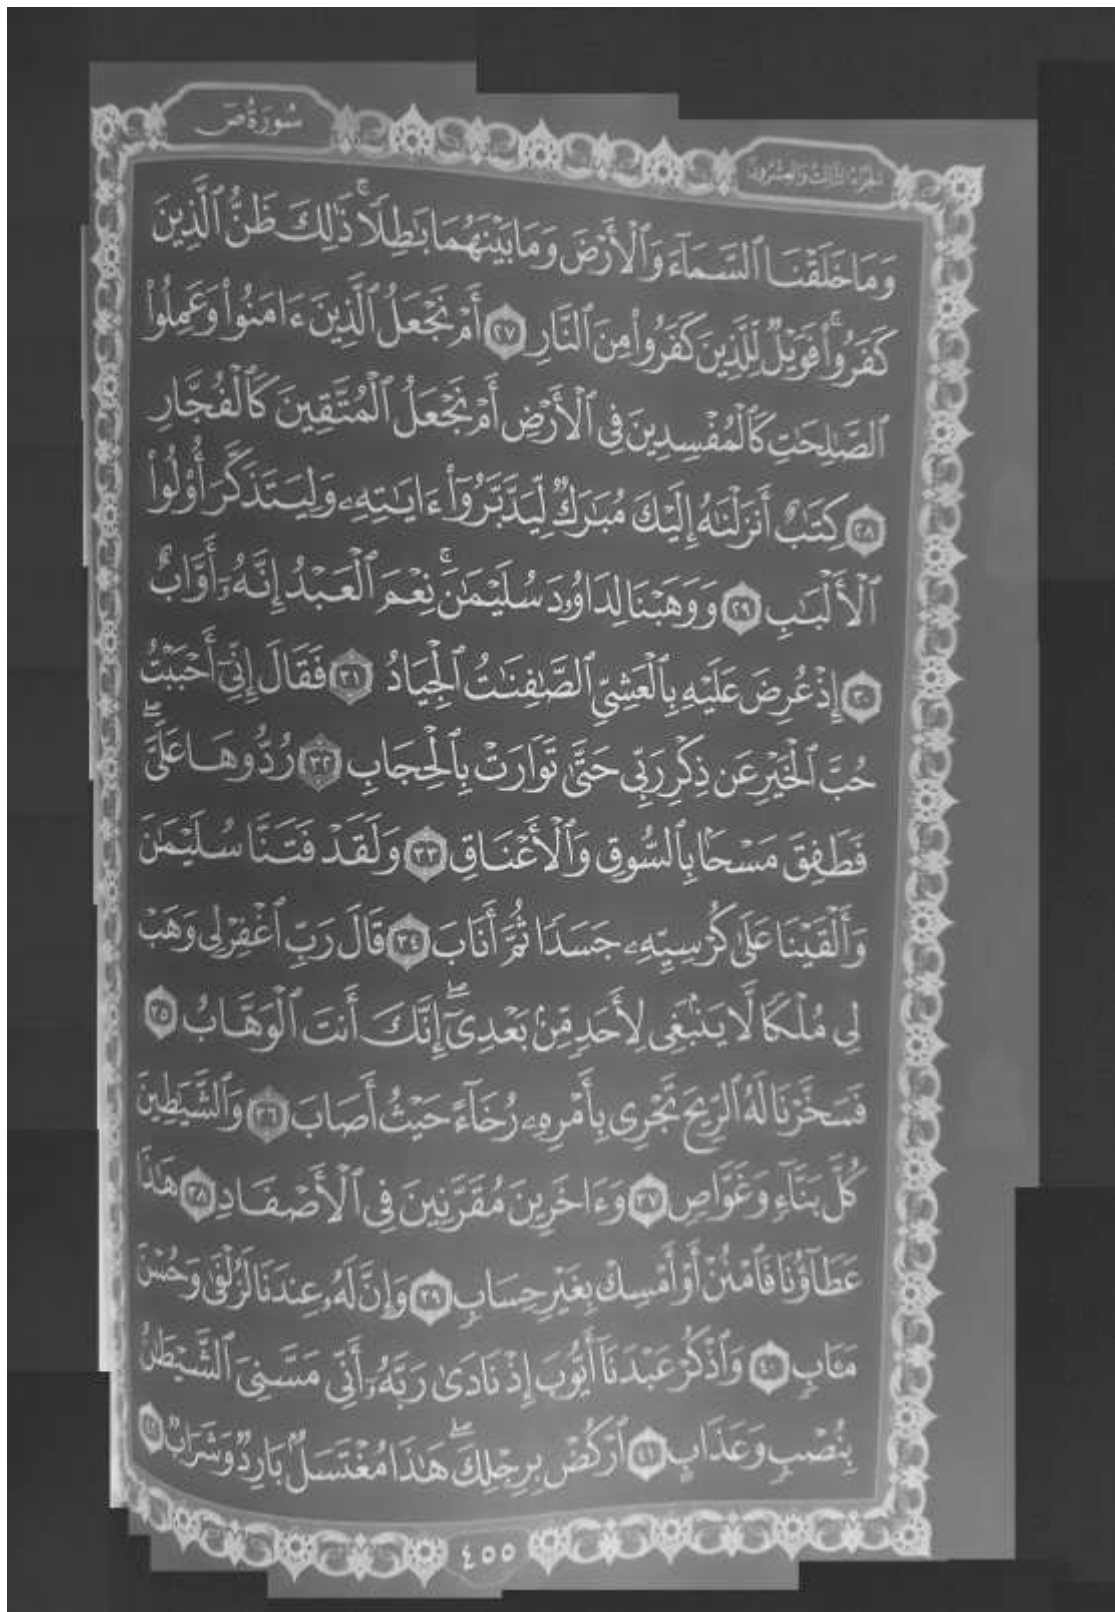 سُورَةُ صٓ
الجزء الثالث والعشرون
وَمَا خَلَقْنَا ٱلسَّمَآءَ وَٱلْأَرْضَ وَمَا بَيْنَهُمَا بَٰطِلًا ۚ ذَٰلِكَ ظَنُّ ٱلَّذِينَ
كَفَرُوا۟ ۚ فَوَيْلٌ لِّلَّذِينَ كَفَرُوا۟ مِنَ ٱلنَّارِ ٢٧ أَمْ نَجْعَلُ ٱلَّذِينَ ءَامَنُوا۟ وَعَمِلُوا۟
ٱلصَّٰلِحَٰتِ كَٱلْمُفْسِدِينَ فِى ٱلْأَرْضِ أَمْ نَجْعَلُ ٱلْمُتَّقِينَ كَٱلْفُجَّارِ
٢٨ كِتَٰبٌ أَنزَلْنَٰهُ إِلَيْكَ مُبَٰرَكٌ لِّيَدَّبَّرُوٓا۟ ءَايَٰتِهِۦ وَلِيَتَذَكَّرَ أُو۟لُوا۟
ٱلْأَلْبَٰبِ ٢٩ وَوَهَبْنَا لِدَاوُۥدَ سُلَيْمَٰنَ ۚ نِعْمَ ٱلْعَبْدُ إِنَّهُۥٓ أَوَّابٌ
٣٠ إِذْ عُرِضَ عَلَيْهِ بِٱلْعَشِىِّ ٱلصَّٰفِنَٰتُ ٱلْجِيَادُ ٣١ فَقَالَ إِنِّىٓ أَحْبَبْتُ
حُبَّ ٱلْخَيْرِ عَن ذِكْرِ رَبِّى حَتَّىٰ تَوَارَتْ بِٱلْحِجَابِ ٣٢ رُدُّوهَا عَلَىَّ ۖ
فَطَفِقَ مَسْحًۢا بِٱلسُّوقِ وَٱلْأَعْنَاقِ ٣٣ وَلَقَدْ فَتَنَّا سُلَيْمَٰنَ
وَأَلْقَيْنَا عَلَىٰ كُرْسِيِّهِۦ جَسَدًا ثُمَّ أَنَابَ ٣٤ قَالَ رَبِّ ٱغْفِرْ لِى وَهَبْ
لِى مُلْكًا لَّا يَنۢبَغِى لِأَحَدٍ مِّنۢ بَعْدِىٓ ۖ إِنَّكَ أَنتَ ٱلْوَهَّابُ ٣٥
فَسَخَّرْنَا لَهُ ٱلرِّيحَ تَجْرِى بِأَمْرِهِۦ رُخَآءً حَيْثُ أَصَابَ ٣٦ وَٱلشَّيَٰطِينَ
كُلَّ بَنَّآءٍ وَغَوَّاصٍ ٣٧ وَءَاخَرِينَ مُقَرَّنِينَ فِى ٱلْأَصْفَادِ ٣٨ هَٰذَا
عَطَآؤُنَا فَٱمْنُنْ أَوْ أَمْسِكْ بِغَيْرِ حِسَابٍ ٣٩ وَإِنَّ لَهُۥ عِندَنَا لَزُلْفَىٰ وَحُسْنَ
مَـَٔابٍ ٤٠ وَٱذْكُرْ عَبْدَنَآ أَيُّوبَ إِذْ نَادَىٰ رَبَّهُۥٓ أَنِّى مَسَّنِىَ ٱلشَّيْطَٰنُ
بِنُصْبٍ وَعَذَابٍ ٤١ ٱرْكُضْ بِرِجْلِكَ ۖ هَٰذَا مُغْتَسَلٌۢ بَارِدٌ وَشَرَابٌ ٤٢
٤٥٥